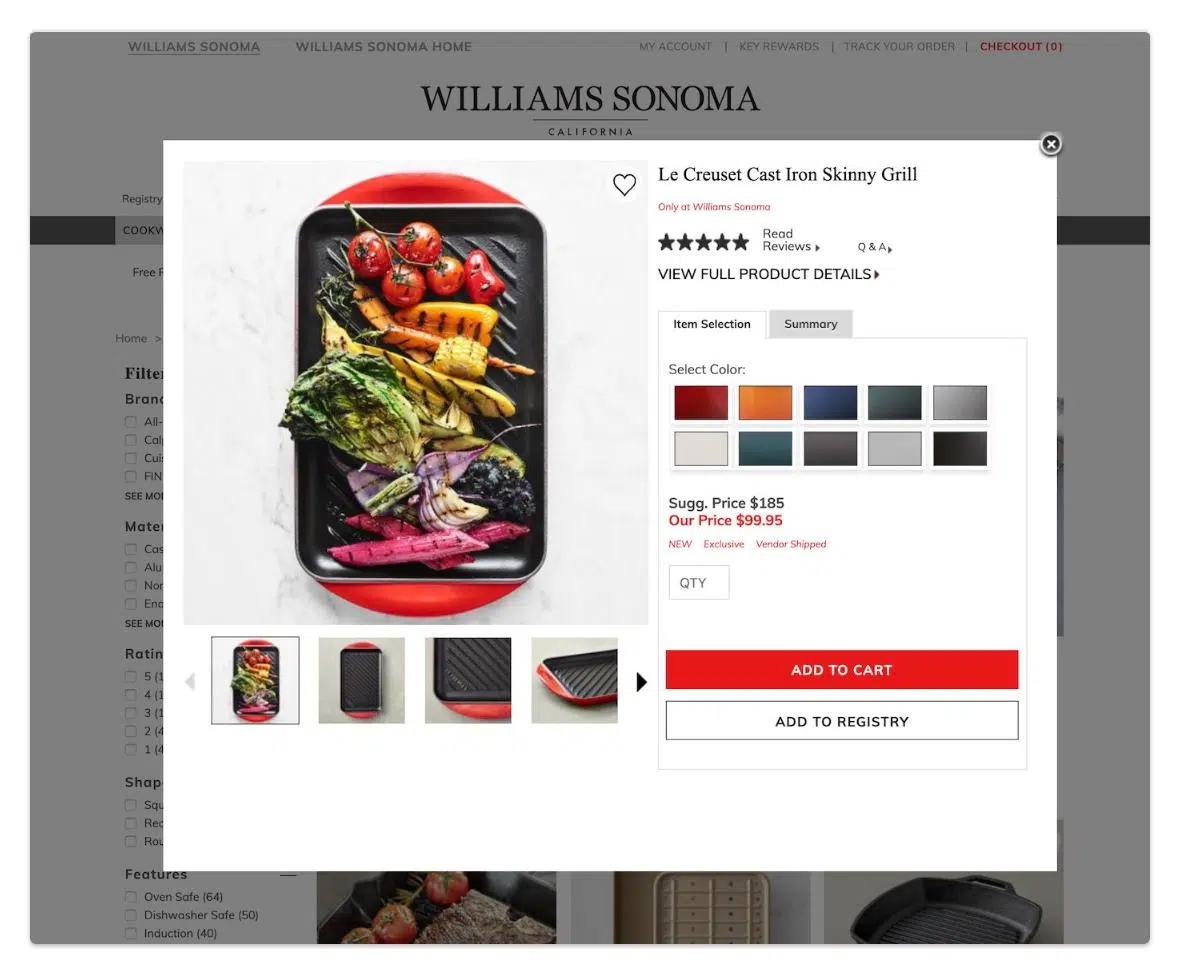 WILLIAMS SONOMA
WILLIAMS SONOMA HOME
MY ACCOUNT | KEY REWARDS | TRACK YOUR ORDER | CHECKOUT (0)
WILLIAMS SONOMA
CALIFORNIA
Registry
COOKW
Free F
Home >
Filter
Brand
All-
Cal
Cuis
FIN
SEE MO
Mater
Cas
Alu
Non
Ena
SEE MO
Ratin
5 (1
4 (1
3 (1
2 (4
1 (4
Shap
Squ
Rec
Rou
Features
Oven Safe (64)
Dishwasher Safe (50)
Induction (40)
Le Creuset Cast Iron Skinny Grill
Only at Williams Sonoma
Read
Reviews
Q & A
VIEW FULL PRODUCT DETAILS
Item Selection
Summary
Select Color:
Sugg. Price $185
Our Price $99.95
NEW Exclusive Vendor Shipped
QTY
ADD TO CART
ADD TO REGISTRY